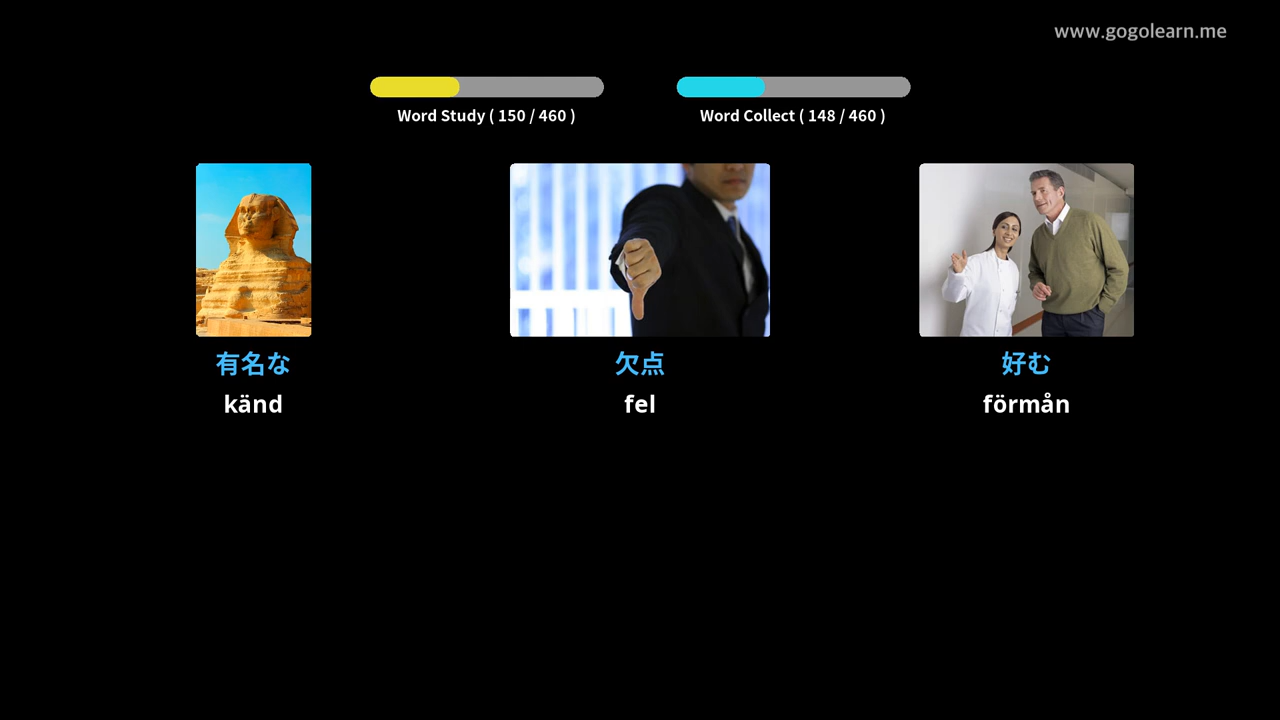 www.gogolearn.me
Word Study ( 150 / 460 )
Word Collect ( 148 / 460 )
有名な
欠点
好む
känd
fel
förmån